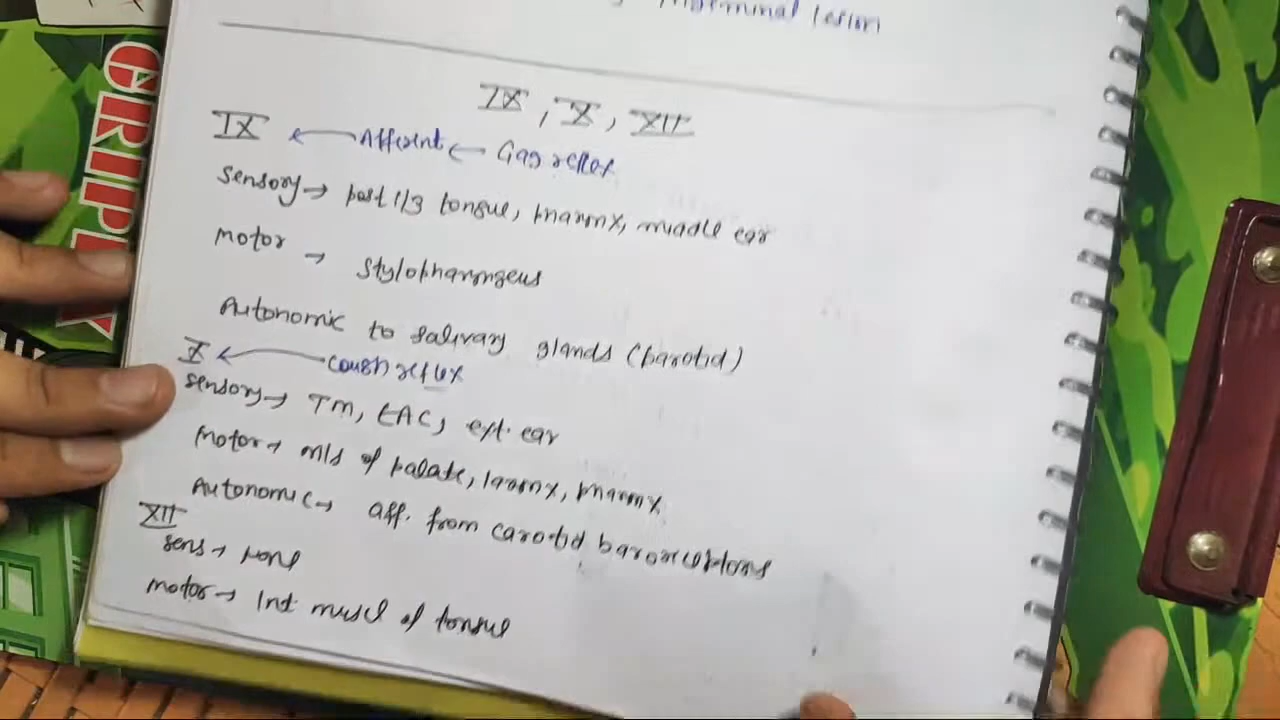 lesion
IX, X, XII
IX ← Afferent ← Gag reflex
Sensory → post 1/3 tongue, pharynx, middle ear
Motor → Stylopharyngeus
Autonomic to salivary glands (parotid)
X ← cough reflex
Sensory → TM, EAC, ext. ear
Motor → m/s of palate, larynx, pharynx
Autonomic → aff. from carotid baroreceptors
XII
Sens → None
Motor → Int muscl of tongue